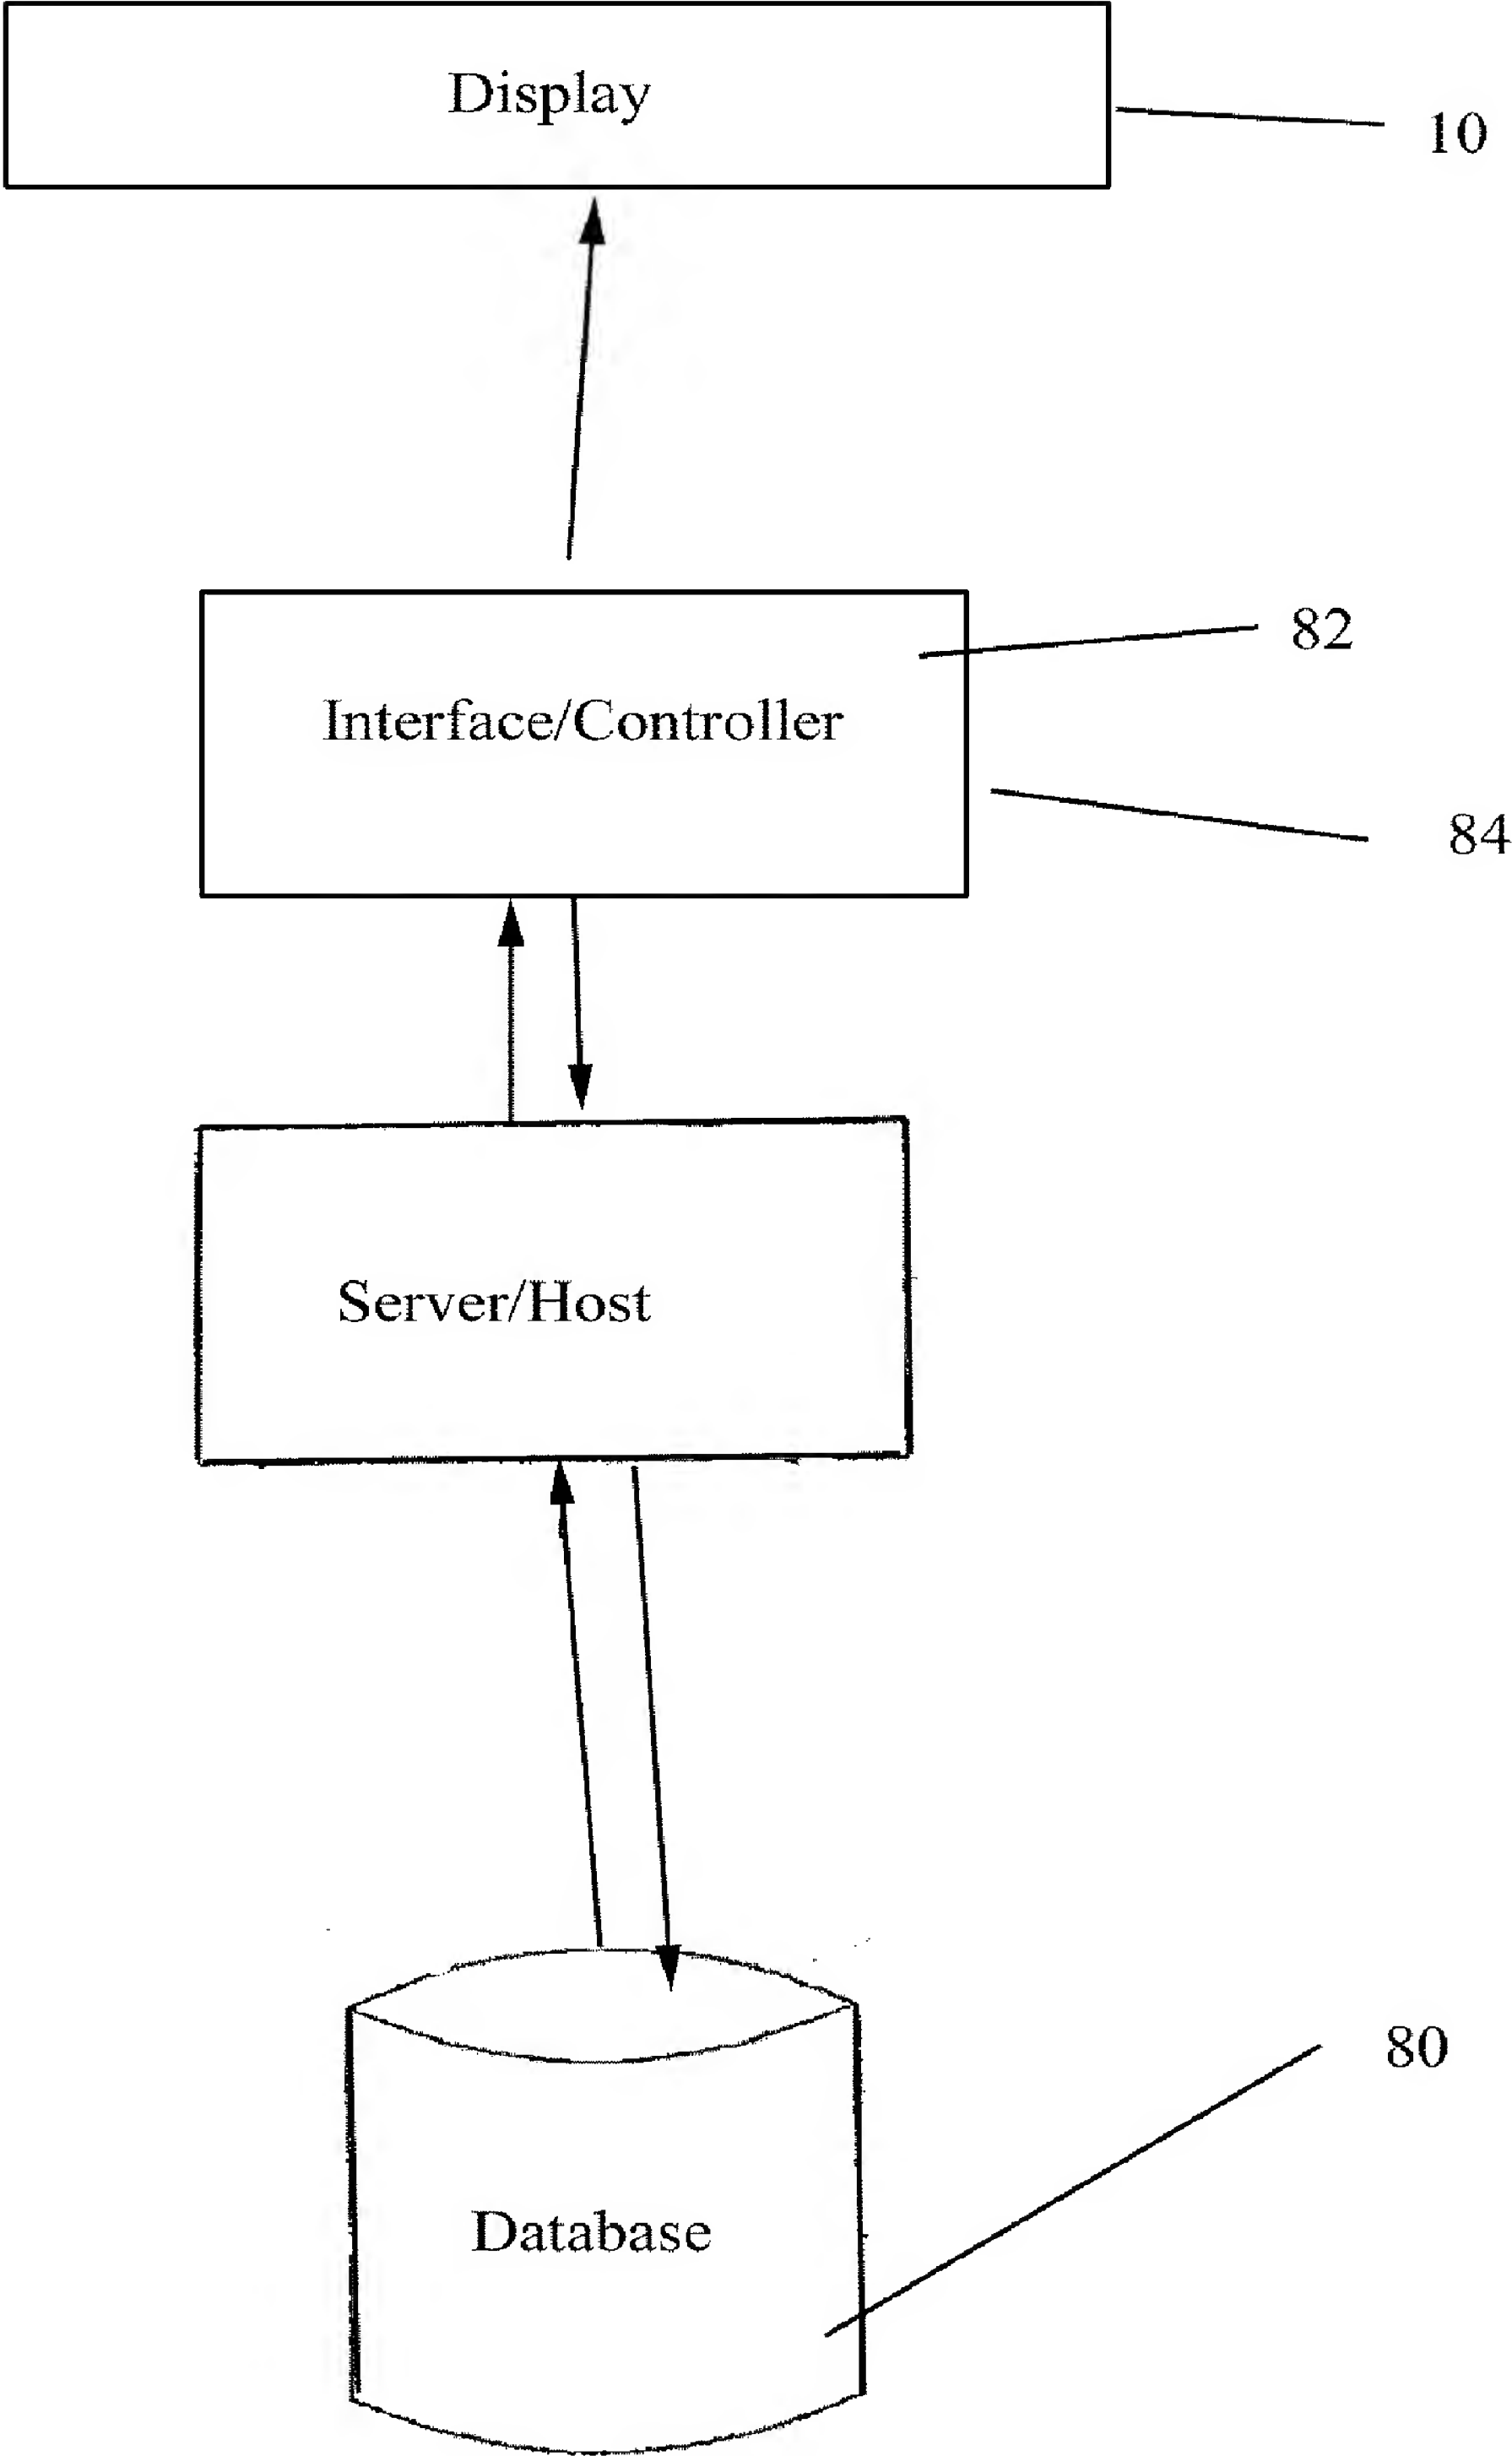 Display
10
82
Interface/Controller
84
Server/Host
80
Database